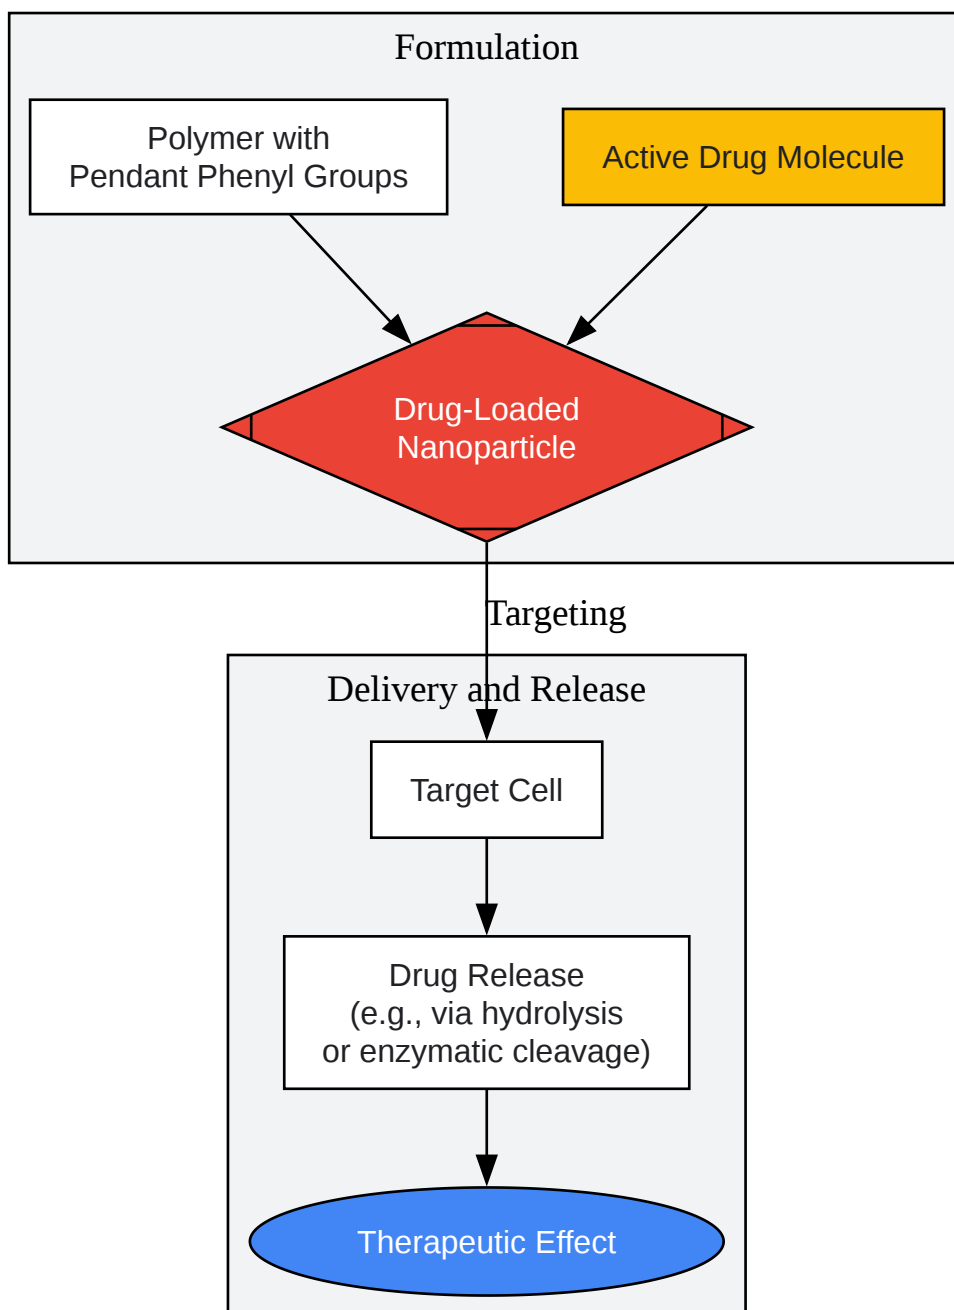 Formulation
Polymer with
Pendant Phenyl Groups
Active Drug Molecule
Drug-Loaded
Nanoparticle
Targeting
Delivery and Release
Target Cell
Drug Release
(e.g., via hydrolysis
or enzymatic cleavage)
Therapeutic Effect